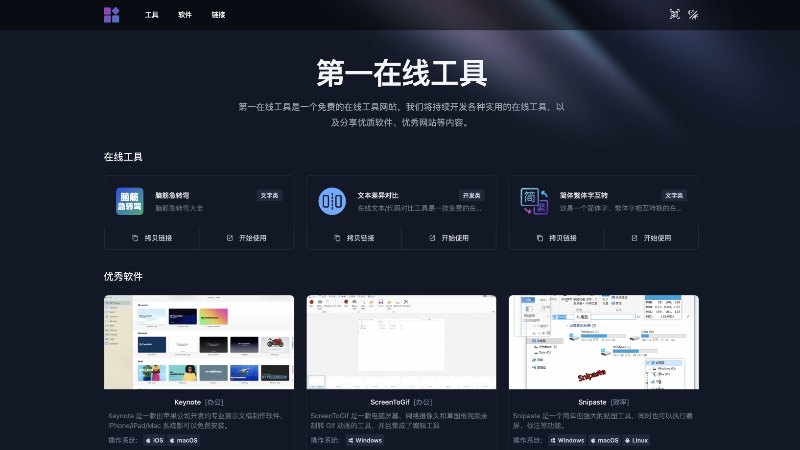 工具 软件 链接
第一在线工具
第一在线工具是一个免费的在线工具网站，我们将持续开发各种实用的在线工具，以
及分享优质软件、优秀网站等内容。
在线工具
脑筋
急转弯
脑筋急转弯 文字类
脑筋急转弯大全
拷贝链接 开始使用
文本差异对比 开发类
在线文本/代码对比工具是一款免费的在...
拷贝链接 开始使用
简 繁
简体繁体字互转 文字类
这是一个简体字、繁体字相互转换的在...
拷贝链接 开始使用
优秀软件
Keynote [办公]
Keynote 是一款由苹果公司开发的专业演示文稿制作软件，
iPhone/iPad/Mac 系统都可以免费安装。
操作系统： iOS macOS
ScreenToGif [办公]
ScreenToGif 是一款电脑屏幕、网络摄像头和草图板视频录
制转 Gif 动画的工具，并且集成了编辑工具
操作系统： Windows
Snipaste
Snipaste [效率]
Snipaste 是一个简单但强大的贴图工具，同时也可以执行截
屏、标注等功能。
操作系统： Windows macOS Linux